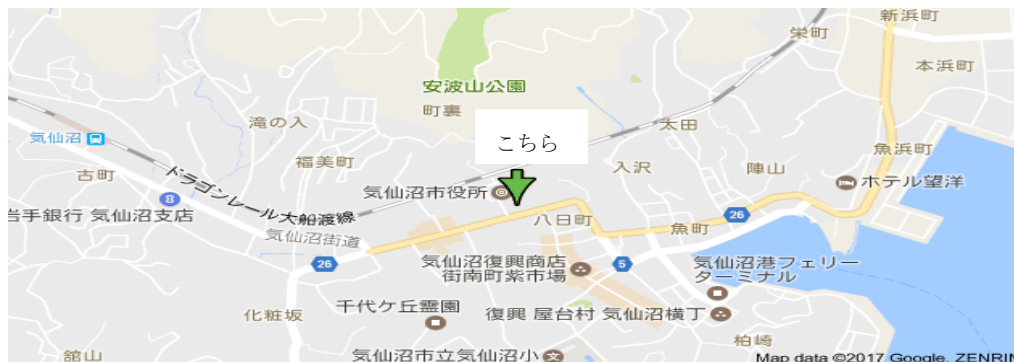 新浜町
栄町
本浜町
安波山公園
町裏
滝の入
こちら
太田
気仙沼
福美町
入沢
陣山
魚浜町
古町
ドラゴンレール大船渡線
気仙沼市役所
ホテル望洋
岩手銀行 気仙沼支店
八日町
26
魚町
気仙沼街道
26
気仙沼復興商店
街南町紫市場
5
気仙沼港フェリー
ターミナル
化粧坂
千代ケ丘霊園
復興 屋台村 気仙沼横丁
柏崎
舘山
気仙沼市立気仙沼小
Map data ©2017 Google, ZENRIN